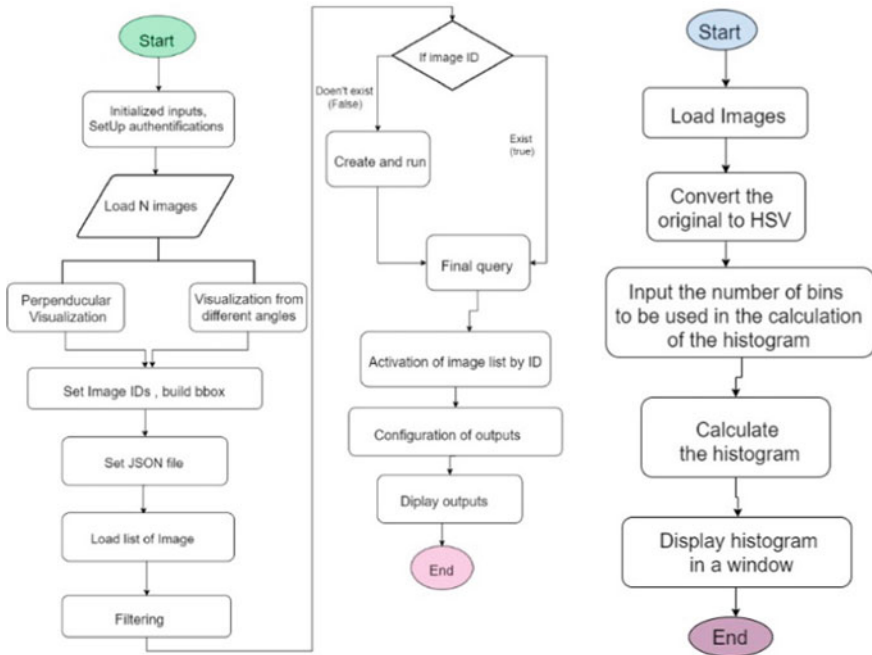 Start
Initialized inputs,
SetUp authentifications
Load N images
Perpenducular
Visualization
Visualization from
different angles
Set Image IDs , build bbox
Set JSON file
Load list of Image
Filtering
If image ID
Doen't exist
(False)
Exist
(true)
Create and run
Final query
Activation of image list by ID
Configuration of outputs
Diplay outputs
End
Start
Load Images
Convert the
original to HSV
Input the number of bins
to be used in the calculation
of the histogram
Calculate
the histogram
Display histogram
in a window
End